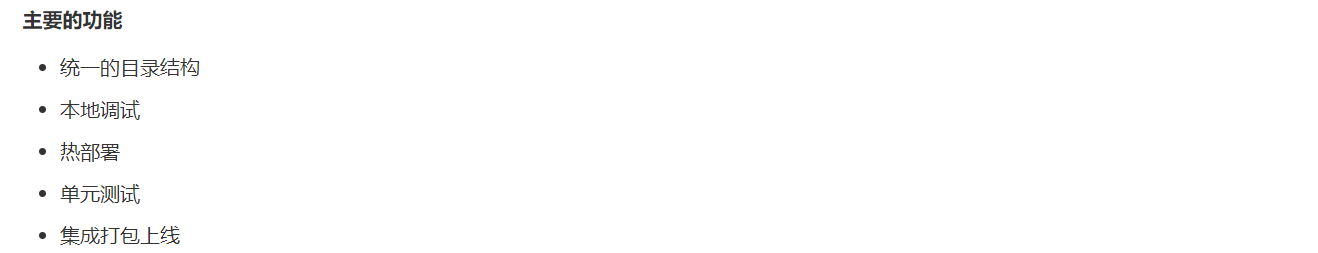 主要的功能
统一的目录结构
本地调试
热部署
单元测试
集成打包上线